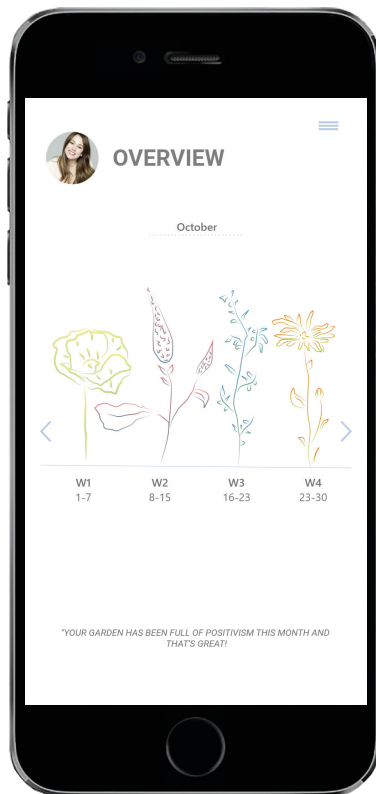 OVERVIEW
October
W1 W2 W3 W4
1-7 8-15 16-23 23-30
"YOUR GARDEN HAS BEEN FULL OF POSITIVISM THIS MONTH AND
THAT'S GREAT!